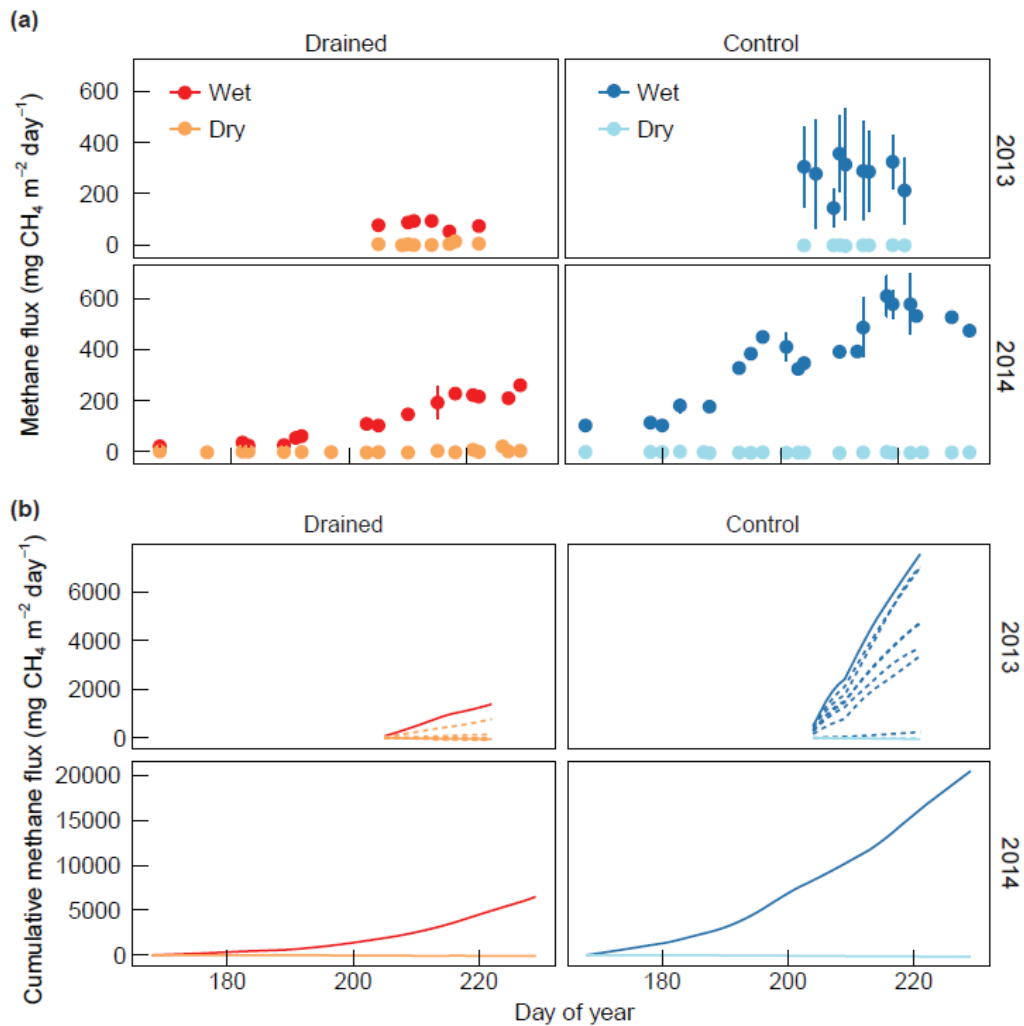 (a)
Drained Control
Methane flux (mg CH₄ m⁻² day⁻¹)
600
400
200
0
Wet
Dry
Wet
Dry
2013
600
400
200
0
2014
(b)
Drained Control
Cumulative methane flux (mg CH₄ m⁻² day⁻¹)
6000
4000
2000
0
2013
20000
15000
10000
5000
0
2014
180 200 220 180 200 220
Day of year